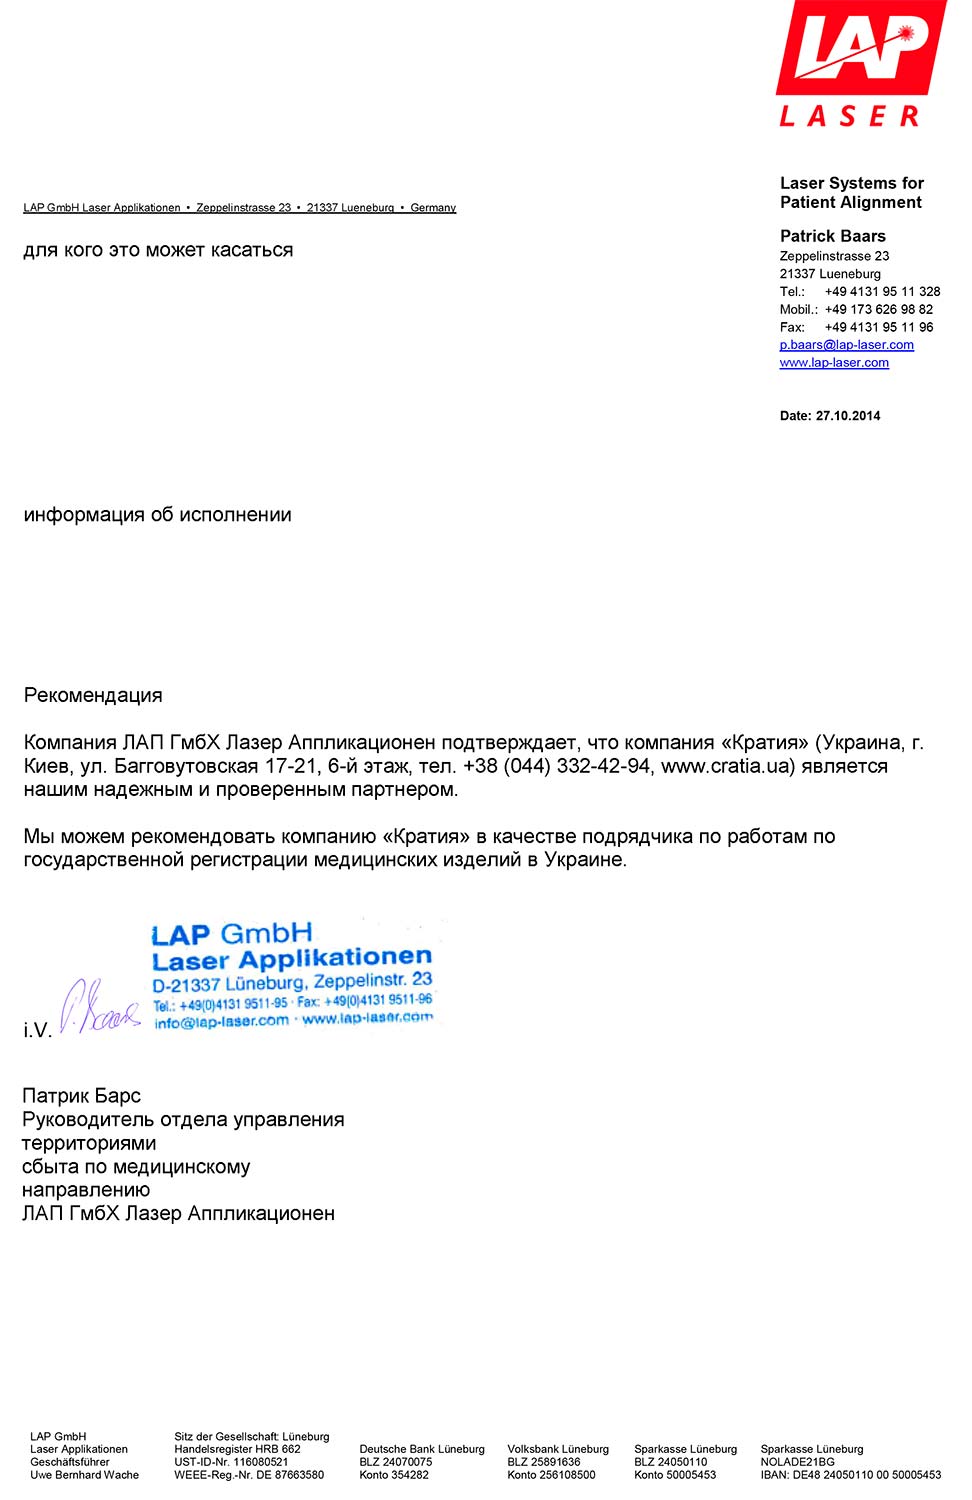 LAP
LASER
Laser Systems for
Patient Alignment
LAP GmbH Laser Applikationen • Zeppelinstrasse 23 • 21337 Lueneburg • Germany
Patrick Baars
для кого это может касаться
Zeppelinstrasse 23
21337 Lueneburg
Tel.: +49 4131 95 11 328
Mobil.: +49 173 626 98 82
Fax: +49 4131 95 11 96
p.baars@lap-laser.com
www.lap-laser.com
Date: 27.10.2014
информация об исполнении
Рекомендация
Компания ЛАП ГмбХ Лазер Аппликационен подтверждает, что компания «Кратия» (Украина, г.
Киев, ул. Багговутовская 17-21, 6-й этаж, тел. +38 (044) 332-42-94, www.cratia.ua) является
нашим надежным и проверенным партнером.
Мы можем рекомендовать компанию «Кратия» в качестве подрядчика по работам по
государственной регистрации медицинских изделий в Украине.
LAP GmbH
Laser Applikationen
D-21337 Lüneburg, Zeppelinstr. 23
Tel.: +49(0)4131 9511-95 · Fax: +49(0)4131 9511-96
info@lap-laser.com · www.lap-laser.com
i.V. P. Baars
Патрик Барс
Руководитель отдела управления
территориями
сбыта по медицинскому
направлению
ЛАП ГмбХ Лазер Аппликационен
LAP GmbH
Laser Applikationen
Geschäftsführer
Uwe Bernhard Wache
Sitz der Gesellschaft: Lüneburg
Handelsregister HRB 662
UST-ID-Nr. 116080521
WEEE-Reg.-Nr. DE 87663580
Deutsche Bank Lüneburg
BLZ 24070075
Konto 354282
Volksbank Lüneburg
BLZ 25891636
Konto 256108500
Sparkasse Lüneburg
BLZ 24050110
Konto 50005453
Sparkasse Lüneburg
NOLADE21BG
IBAN: DE48 24050110 00 50005453